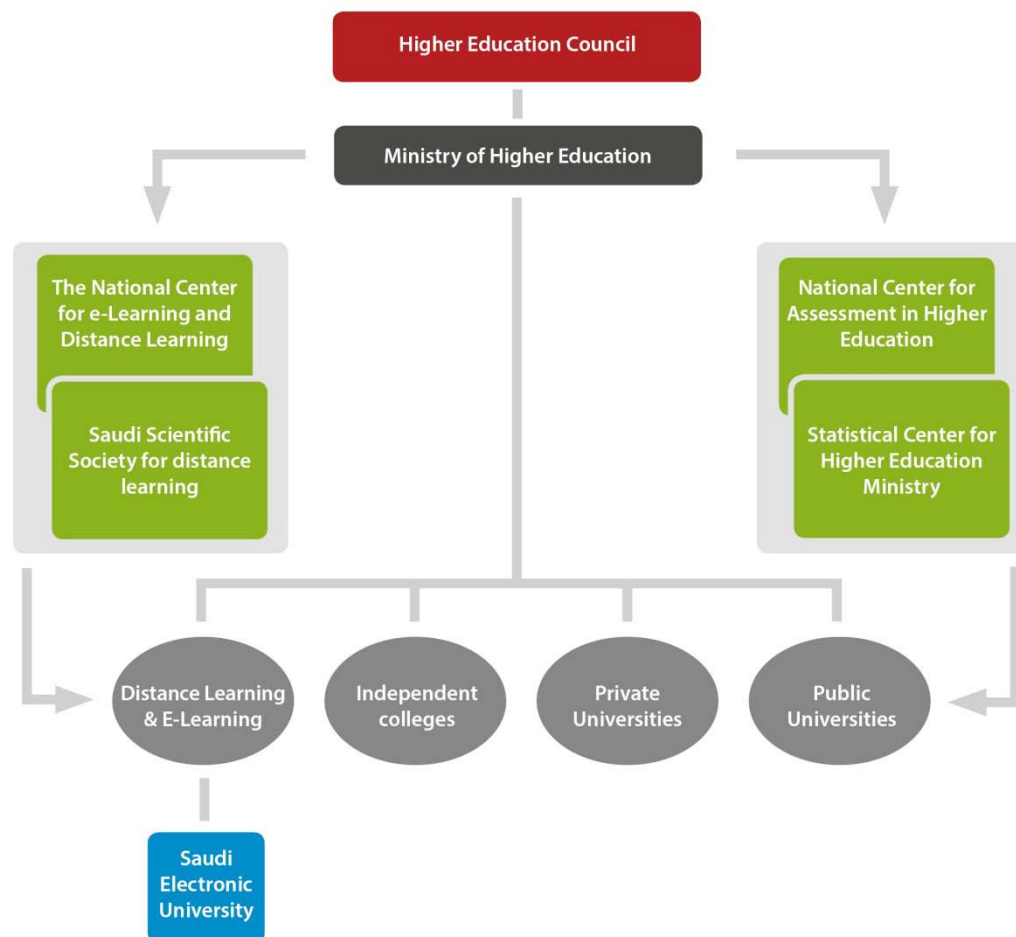 Higher Education Council
Ministry of Higher Education
The National Center
for e-Learning and
Distance Learning
Saudi Scientific
Society for distance
learning
National Center for
Assessment in Higher
Education
Statistical Center for
Higher Education
Ministry
Distance Learning
& E-Learning
Independent
colleges
Private
Universities
Public
Universities
Saudi
Electronic
University